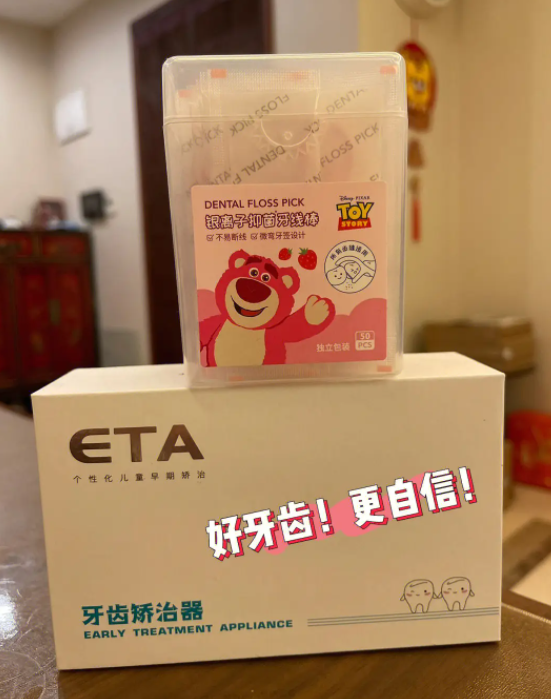 FLOSS PICK
DENTAL
DENTAL FLOSS PICK
DENTAL FLOSS PICK
银离子抑菌牙线棒
不易断线 微弯牙签设计
Disney · PIXAR
TOY
STORY
独立包装
50
PCS
ETA
个性化儿童早期矫治
好牙齿！更自信！
牙齿矫治器
EARLY TREATMENT APPLIANCE